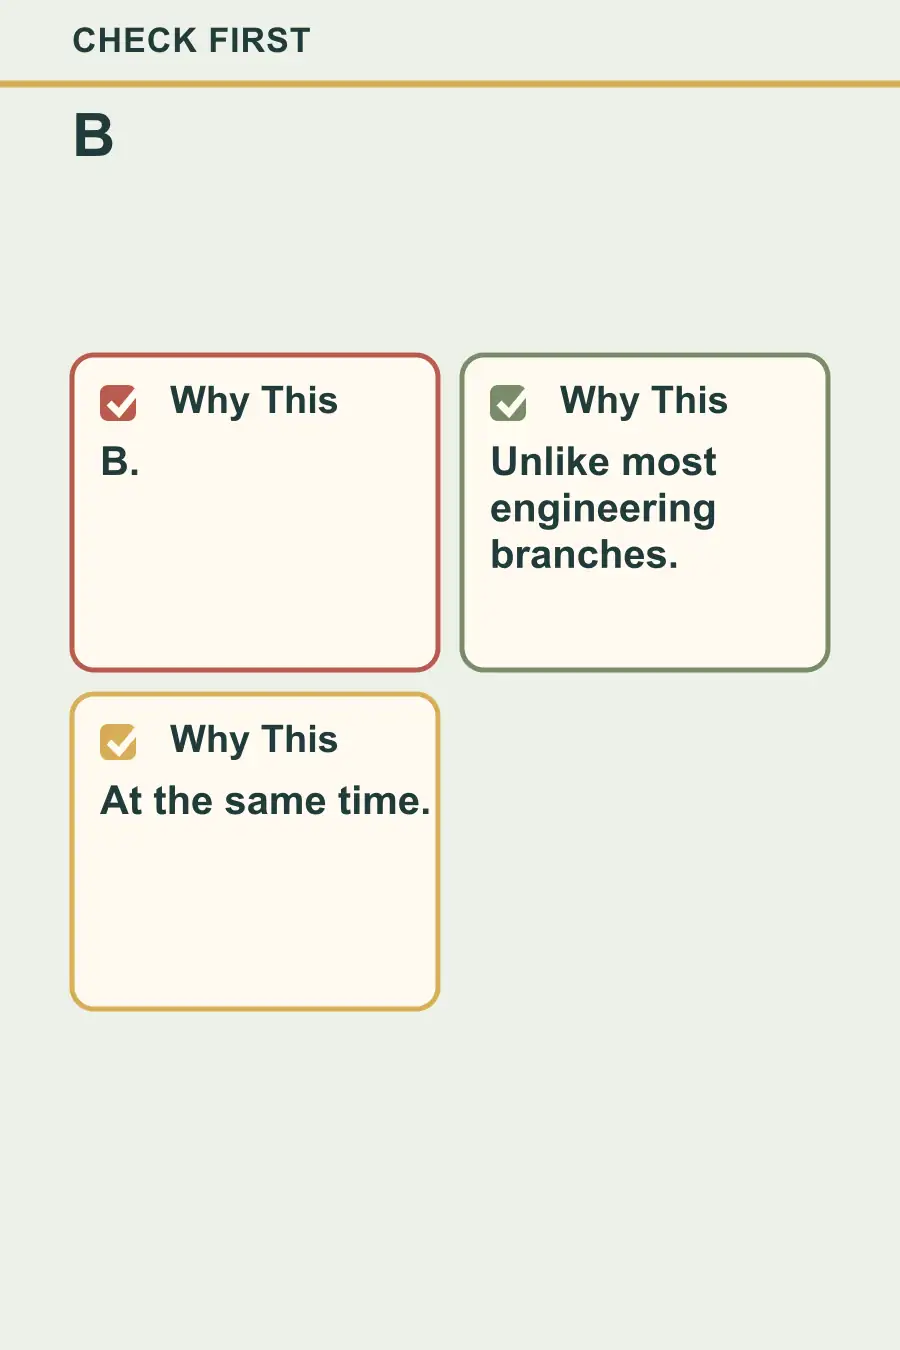 CHECK FIRST
B
Why This
B.
Why This
Unlike most
engineering
branches.
Why This
At the same time.